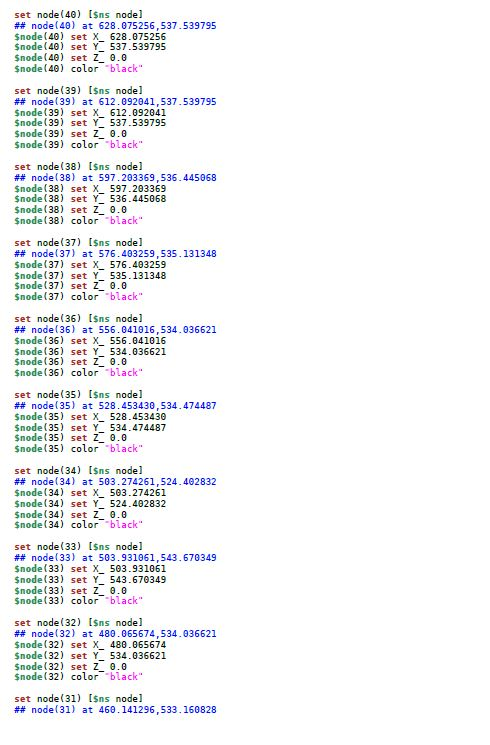 set node(40) [$ns node]
## node(40) at 628.075256,537.539795
$node(40) set X_ 628.075256
$node(40) set Y_ 537.539795
$node(40) set Z_ 0.0
$node(40) color "black"

set node(39) [$ns node]
## node(39) at 612.092041,537.539795
$node(39) set X_ 612.092041
$node(39) set Y_ 537.539795
$node(39) set Z_ 0.0
$node(39) color "black"

set node(38) [$ns node]
## node(38) at 597.203369,536.445068
$node(38) set X_ 597.203369
$node(38) set Y_ 536.445068
$node(38) set Z_ 0.0
$node(38) color "black"

set node(37) [$ns node]
## node(37) at 576.403259,535.131348
$node(37) set X_ 576.403259
$node(37) set Y_ 535.131348
$node(37) set Z_ 0.0
$node(37) color "black"

set node(36) [$ns node]
## node(36) at 556.041016,534.036621
$node(36) set X_ 556.041016
$node(36) set Y_ 534.036621
$node(36) set Z_ 0.0
$node(36) color "black"

set node(35) [$ns node]
## node(35) at 528.453430,534.474487
$node(35) set X_ 528.453430
$node(35) set Y_ 534.474487
$node(35) set Z_ 0.0
$node(35) color "black"

set node(34) [$ns node]
## node(34) at 503.274261,524.402832
$node(34) set X_ 503.274261
$node(34) set Y_ 524.402832
$node(34) set Z_ 0.0
$node(34) color "black"

set node(33) [$ns node]
## node(33) at 503.931061,543.670349
$node(33) set X_ 503.931061
$node(33) set Y_ 543.670349
$node(33) set Z_ 0.0
$node(33) color "black"

set node(32) [$ns node]
## node(32) at 480.065674,534.036621
$node(32) set X_ 480.065674
$node(32) set Y_ 534.036621
$node(32) set Z_ 0.0
$node(32) color "black"

set node(31) [$ns node]
## node(31) at 460.141296,533.160828